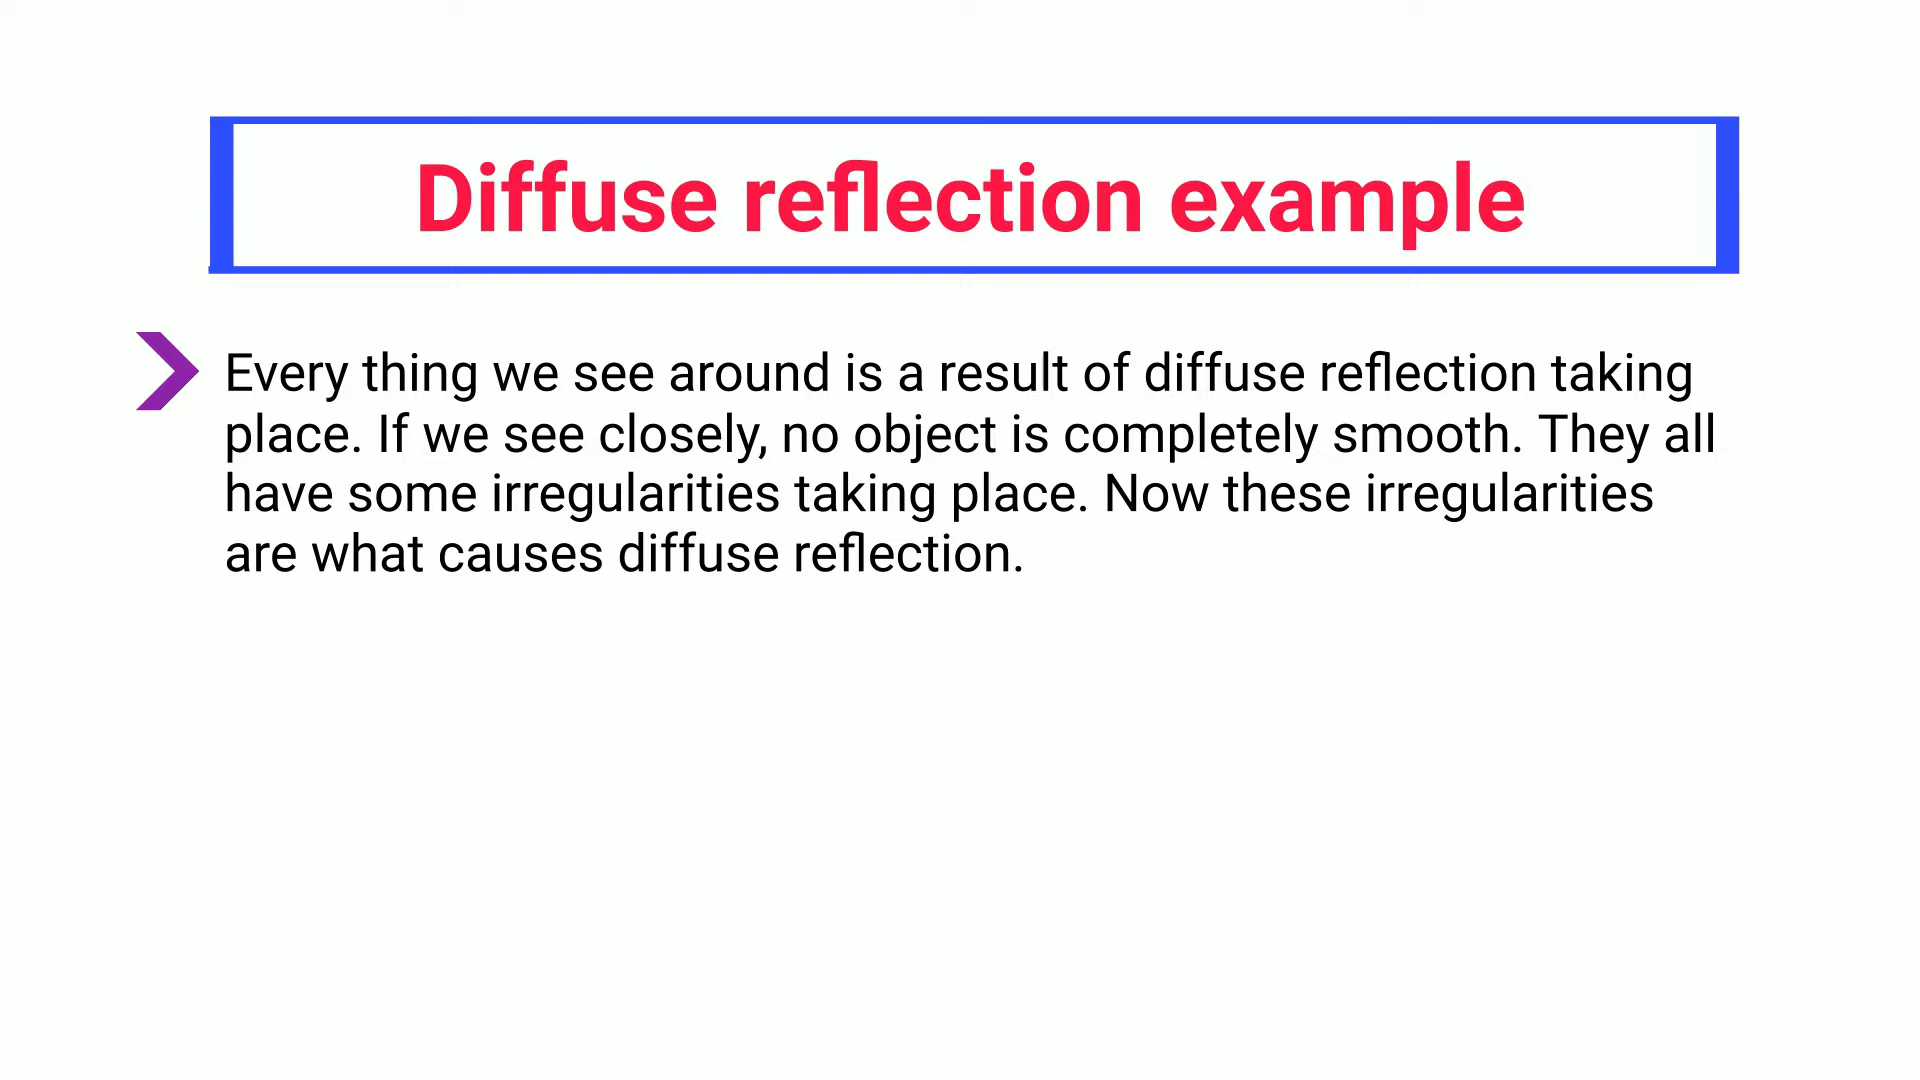 Diffuse reflection example
Every thing we see around is a result of diffuse reflection taking
place. If we see closely, no object is completely smooth. They all
have some irregularities taking place. Now these irregularities
are what causes diffuse reflection.